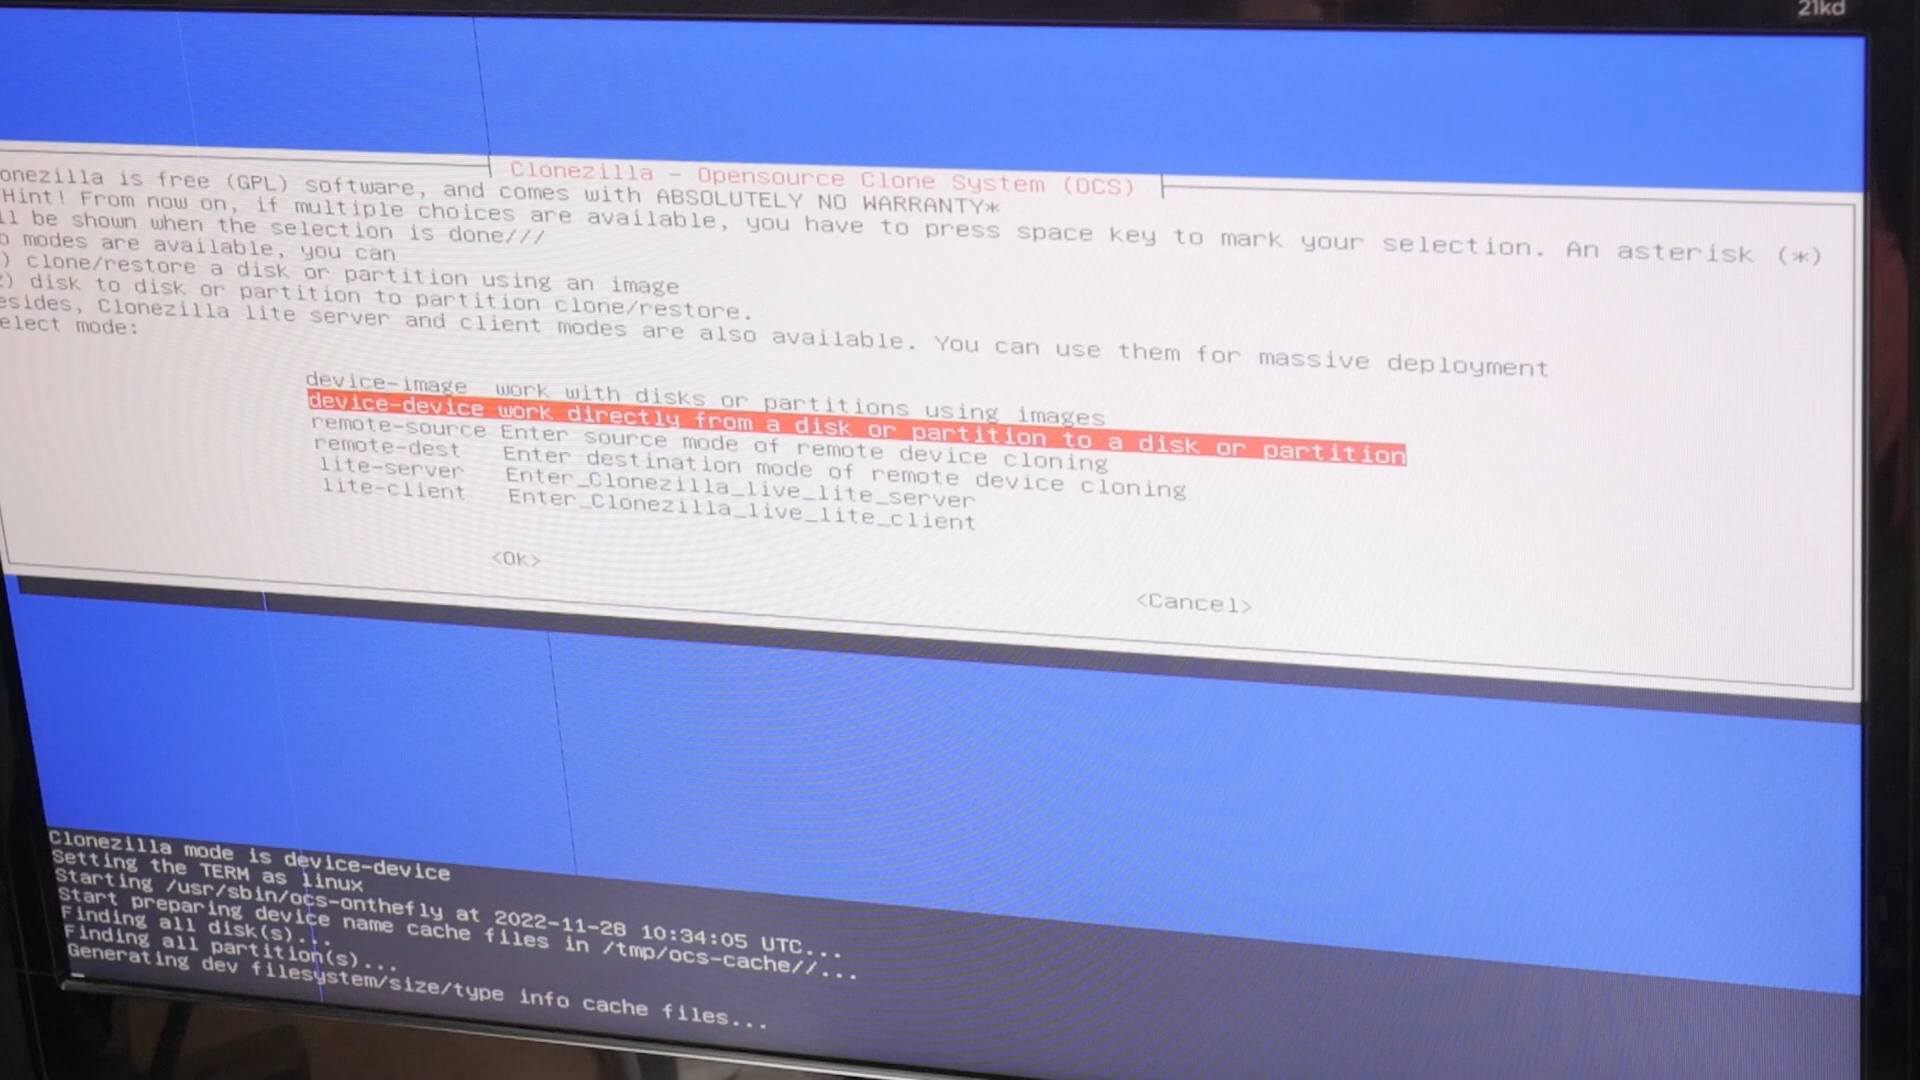 21kd
Clonezilla - Opensource Clone System (OCS)
onezilla is free (GPL) software, and comes with ABSOLUTELY NO WARRANTY*
Hint! From now on, if multiple choices are available, you have to press space key to mark your selection. An asterisk (*)
ll be shown when the selection is done///
o modes are available, you can
) clone/restore a disk or partition using an image
2) disk to disk or partition to partition clone/restore.
esides, Clonezilla lite server and client modes are also available. You can use them for massive deployment
elect mode:
device-image work with disks or partitions using images
device-device work directly from a disk or partition to a disk or partition
remote-source Enter source mode of remote device cloning
remote-dest Enter destination mode of remote device cloning
lite-server Enter_Clonezilla_live_lite_server
lite-client Enter_Clonezilla_live_lite_client
<Ok>
<Cancel>
Clonezilla mode is device-device
Setting the TERM as linux
Starting /usr/sbin/ocs-onthefly at 2022-11-28 10:34:05 UTC...
Start preparing device name cache files in /tmp/ocs-cache//...
Finding all disk(s)...
Finding all partition(s)...
Generating dev filesystem/size/type info cache files...